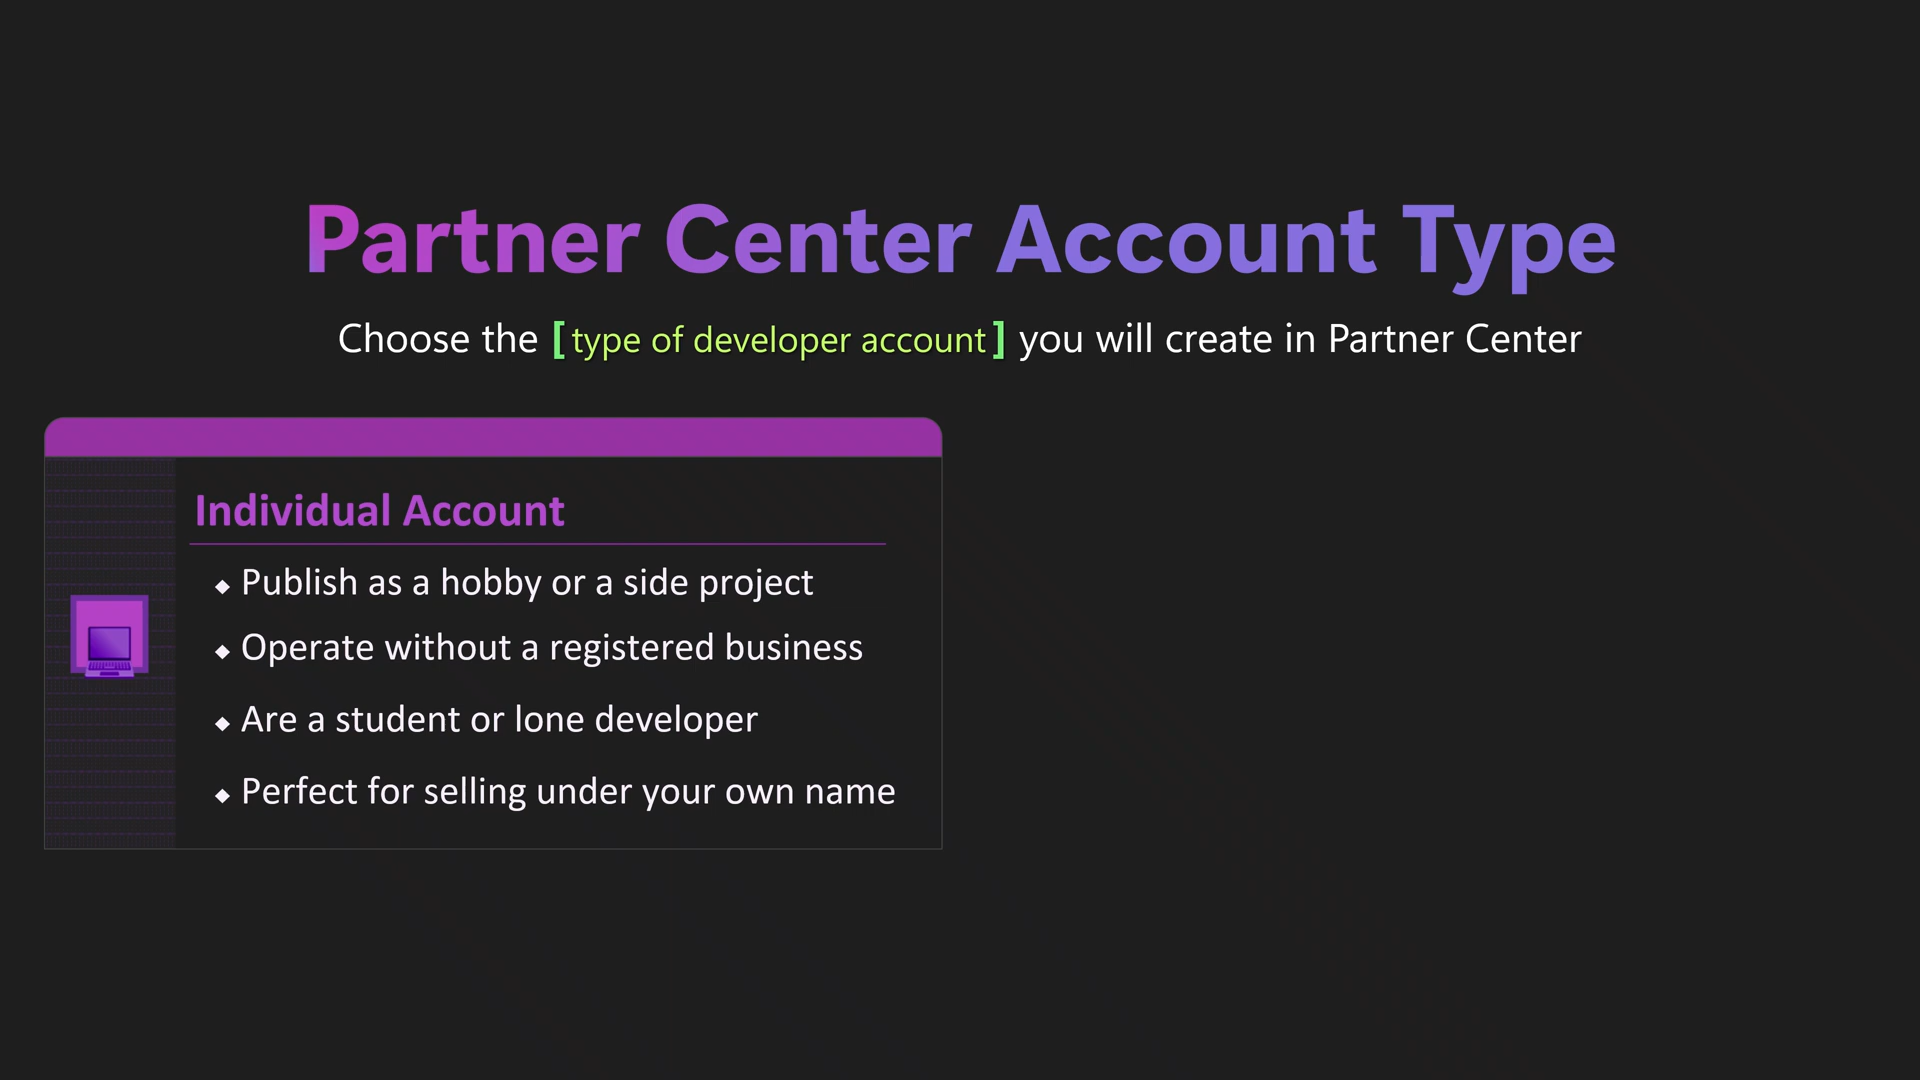 Partner Center Account Type
Choose the [type of developer account] you will create in Partner Center
Individual Account
◆ Publish as a hobby or a side project
◆ Operate without a registered business
◆ Are a student or lone developer
◆ Perfect for selling under your own name